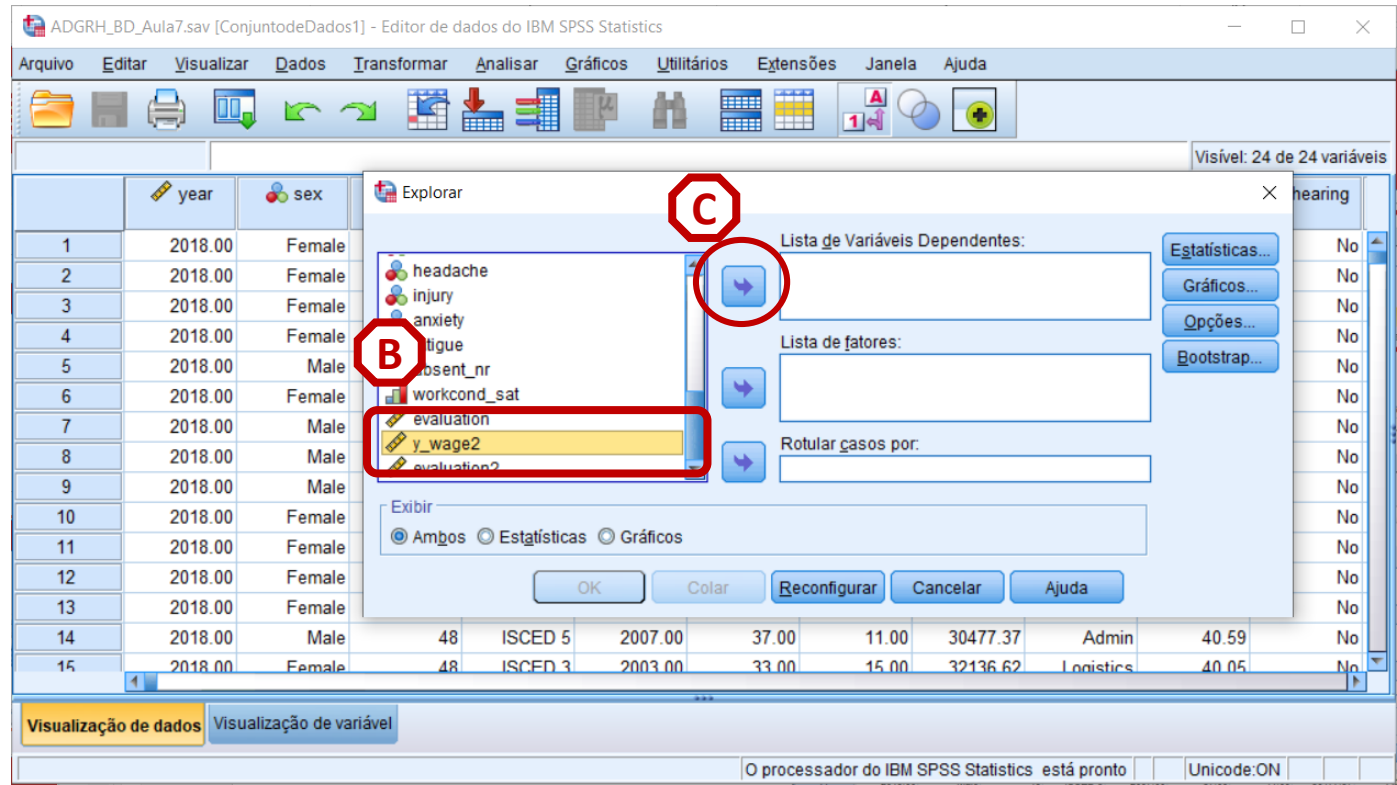 ADGRH_BD_Aula7.sav [ConjuntodeDados1] - Editor de dados do IBM SPSS Statistics
Arquivo Editar Visualizar Dados Transformar Analisar Gráficos Utilitários Extensões Janela Ajuda
Visível: 24 de 24 variáveis
year sex hearing
Explorar
C
Lista de Variáveis Dependentes:
Estatísticas...
Gráficos...
Opções...
Bootstrap...
headache
injury
anxiety
B
absent_nr
workcond_sat
evaluation
y_wage2
evaluation2
Lista de fatores:
Rotular casos por:
Exibir
Ambos Estatísticas Gráficos
OK Colar Reconfigurar Cancelar Ajuda
1 2018.00 Female No
2 2018.00 Female No
3 2018.00 Female No
4 2018.00 Female No
5 2018.00 Male No
6 2018.00 Female No
7 2018.00 Male No
8 2018.00 Male No
9 2018.00 Male No
10 2018.00 Female No
11 2018.00 Female No
12 2018.00 Female No
13 2018.00 Female No
14 2018.00 Male 48 ISCED 5 2007.00 37.00 11.00 30477.37 Admin 40.59 No
15 2018.00 Female 48 ISCED 3 2003.00 33.00 15.00 32136.62 Logistics 40.05 No
Visualização de dados Visualização de variável
O processador do IBM SPSS Statistics está pronto Unicode:ON